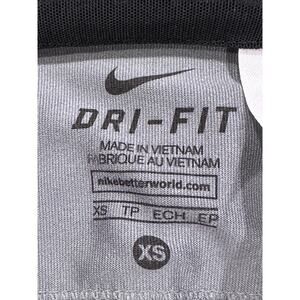 DRI-FIT
MADE IN VIETNAM
FABRIQUE AU VIETNAM
nikebetterworld.com
XS TP ECH EP
XS